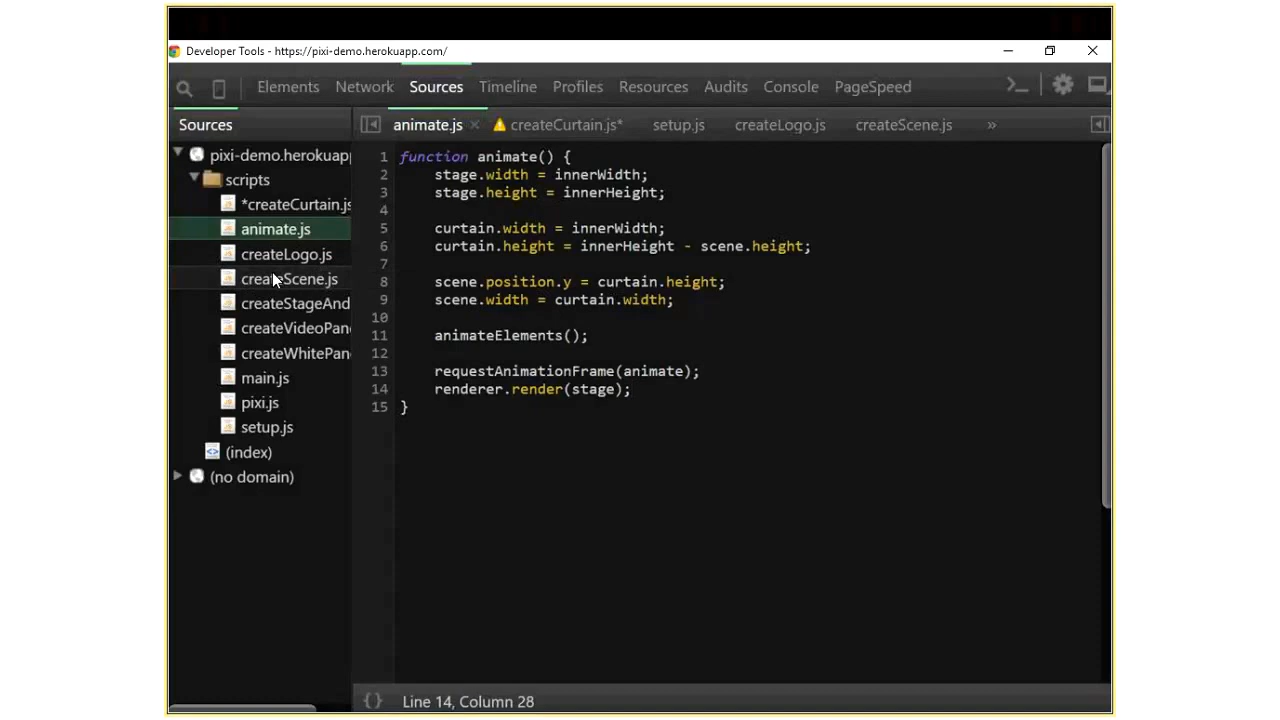 Developer Tools - https://pixi-demo.herokuapp.com/
Elements Network Sources Timeline Profiles Resources Audits Console PageSpeed
Sources
animate.js createCurtain.js* setup.js createLogo.js createScene.js »
pixi-demo.herokuapp
scripts
*createCurtain.js
animate.js
createLogo.js
createScene.js
createStageAnd
createVideoPan
createWhitePan
main.js
pixi.js
setup.js
(index)
(no domain)
1 function animate() {
2 stage.width = innerWidth;
3 stage.height = innerHeight;
4
5 curtain.width = innerWidth;
6 curtain.height = innerHeight - scene.height;
7
8 scene.position.y = curtain.height;
9 scene.width = curtain.width;
10
11 animateElements();
12
13 requestAnimationFrame(animate);
14 renderer.render(stage);
15 }
{} Line 14, Column 28